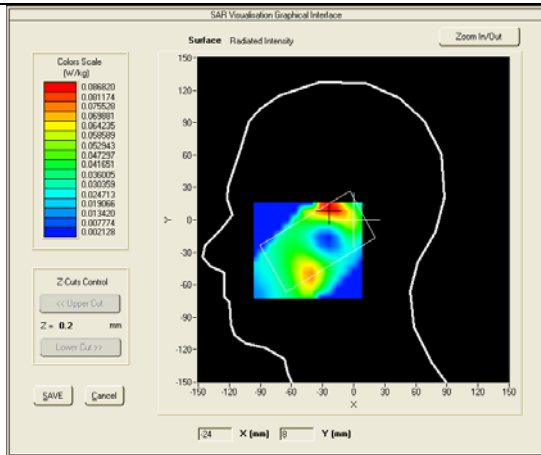 SAR Visualisation Graphical Interface
Surface Radiated Intensity
Zoom In/Out
Colors Scale
(W/kg)
0.086820
0.081174
0.075528
0.069881
0.064235
0.058589
0.052943
0.047297
0.041651
0.036005
0.030359
0.024713
0.019066
0.013420
0.007774
0.002128
Z Cuts Control
<< Upper Cut
Z = 0.2 mm
Lower Cut >>
SAVE Cancel
150
120
90
60
30
0
-30
-60
-90
-120
-150
Y
-150 -120 -90 -60 -30 0 30 60 90 120 150
X
-24 X (mm) 8 Y (mm)